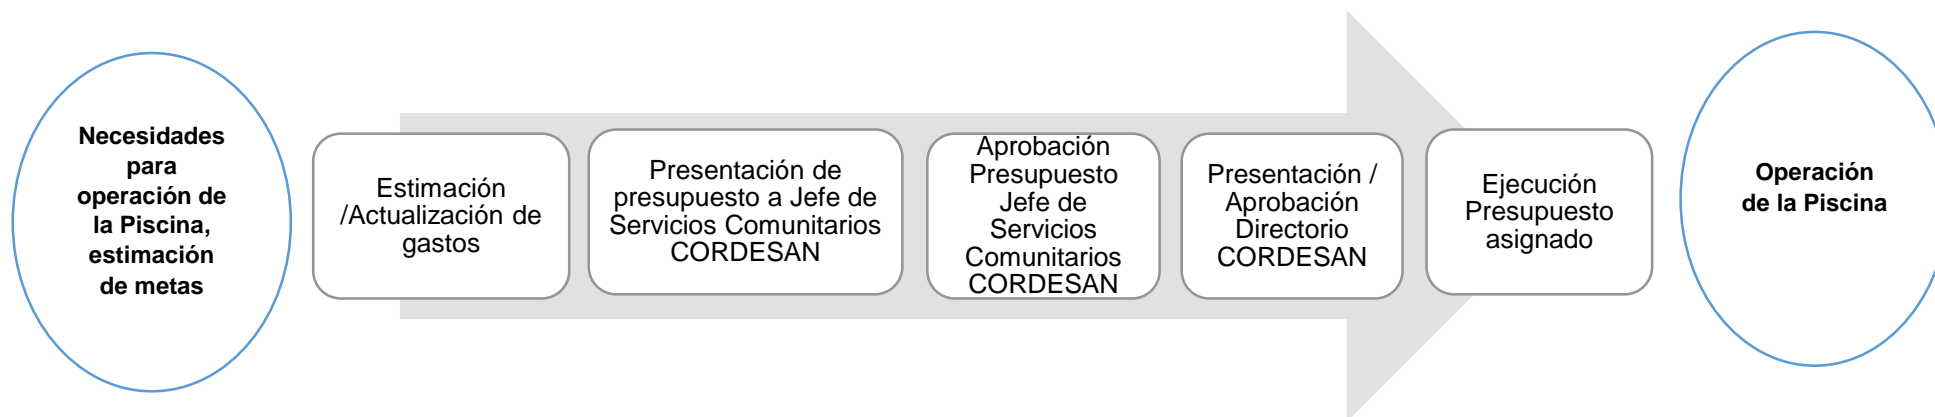 Necesidades
para
operación de
la Piscina,
estimación
de metas
Estimación
/Actualización de
gastos
Presentación de
presupuesto a Jefe de
Servicios Comunitarios
CORDESAN
Aprobación
Presupuesto
Jefe de
Servicios
Comunitarios
CORDESAN
Presentación /
Aprobación
Directorio
CORDESAN
Ejecución
Presupuesto
asignado
Operación
de la Piscina